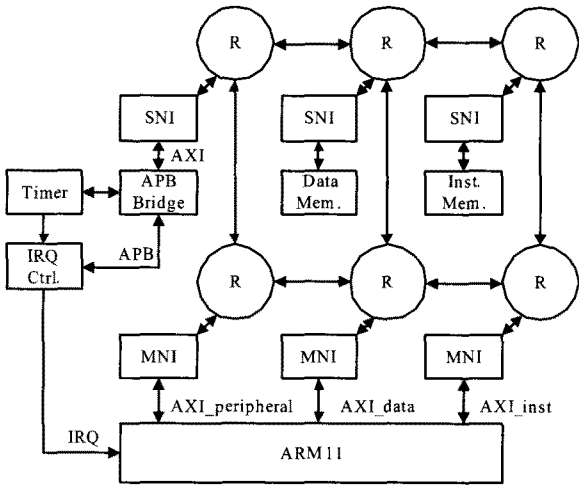 R
R
R
SNI
SNI
SNI
AXI
Timer
APB
Bridge
Data
Mem.
Inst.
Mem.
IRQ
Ctrl.
APB
R
R
R
MNI
MNI
MNI
AXI_peripheral
AXI_data
AXI_inst
IRQ
ARM11